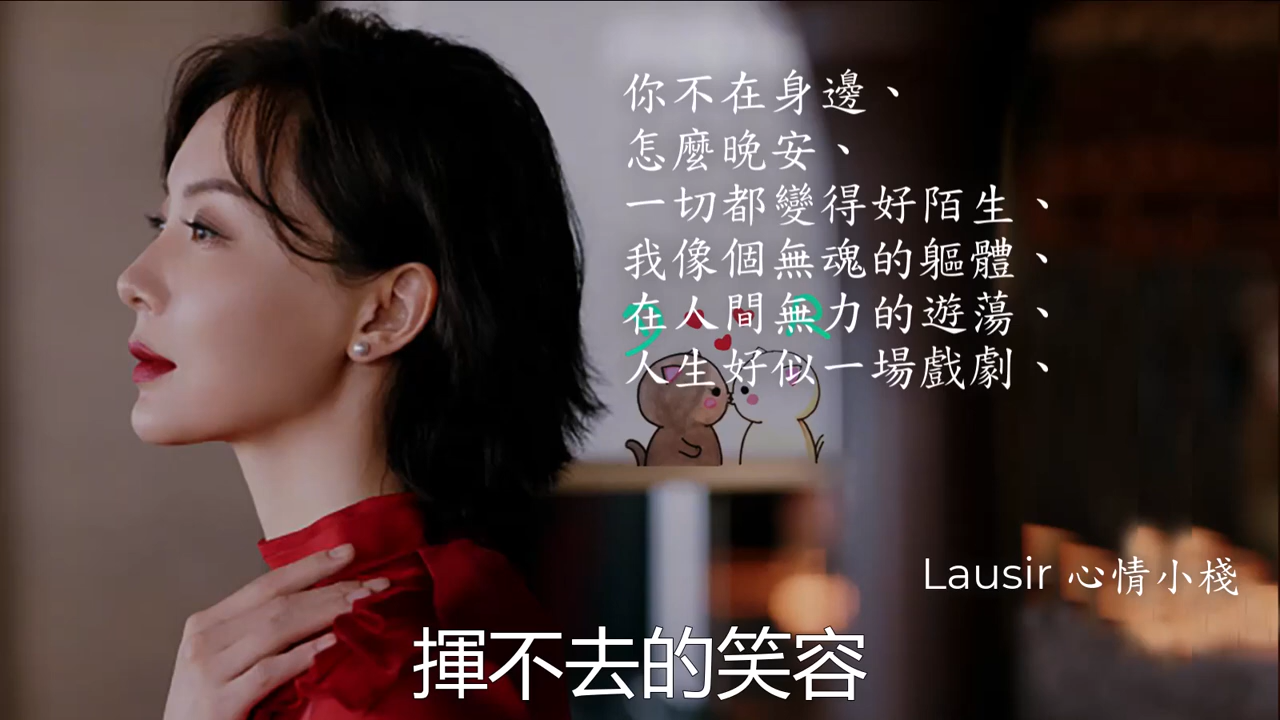 你不在身邊、
怎麼晚安、
一切都變得好陌生、
我像個無魂的軀體、
在人間無力的遊蕩、
人生好似一場戲劇、
Lausir 心情小棧
揮不去的笑容